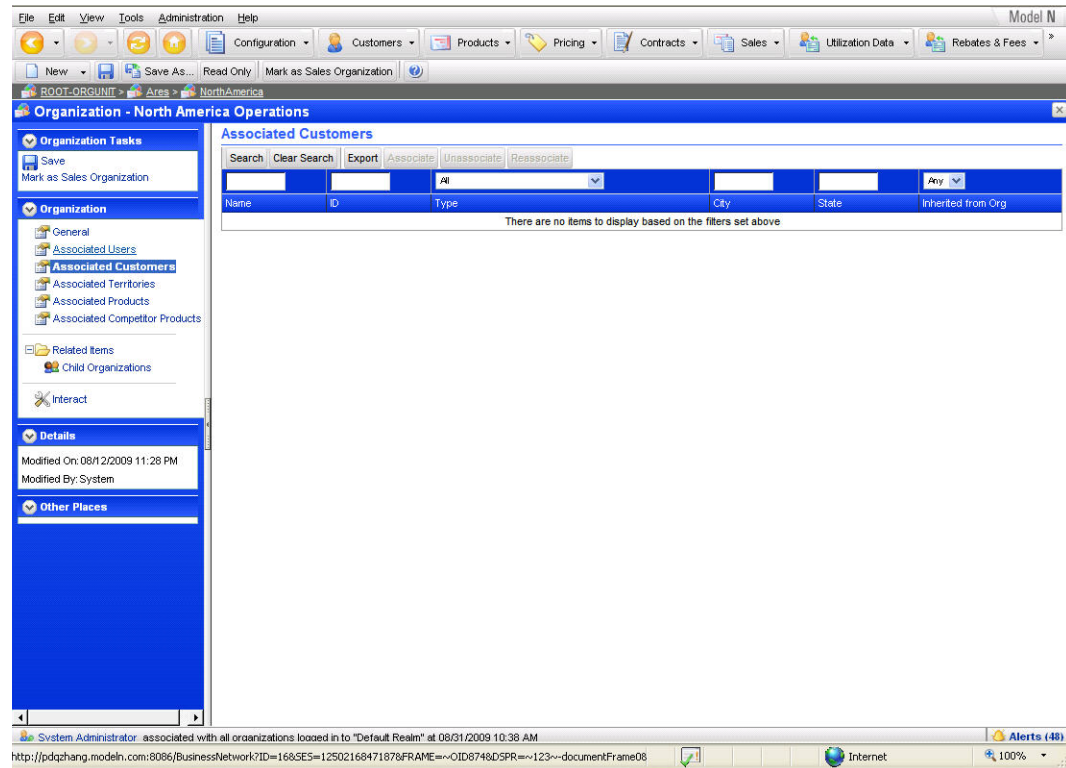 File Edit View Tools Administration Help Model N
Configuration Customers Products Pricing Contracts Sales Utilization Data Rebates & Fees »
New Save As... Read Only Mark as Sales Organization
ROOT-ORGUNIT > Ares > NorthAmerica
Organization - North America Operations
Organization Tasks
Save
Mark as Sales Organization
Organization
General
Associated Users
Associated Customers
Associated Territories
Associated Products
Associated Competitor Products
Related Items
Child Organizations
Interact
Details
Modified On: 08/12/2009 11:28 PM
Modified By: System
Other Places
Associated Customers
Search Clear Search Export Associate Unassociate Reassociate
All Any
Name ID Type City State Inherited from Org
There are no items to display based on the filters set above
System Administrator associated with all organizations logged in to "Default Realm" at 08/31/2009 10:38 AM Alerts (48)
http://pdqzhang.modeln.com:8086/BusinessNetwork?ID=16&SES=1250216847187&FRAME=~OID874&DSPR=~123~-documentFrame08 Internet 100%